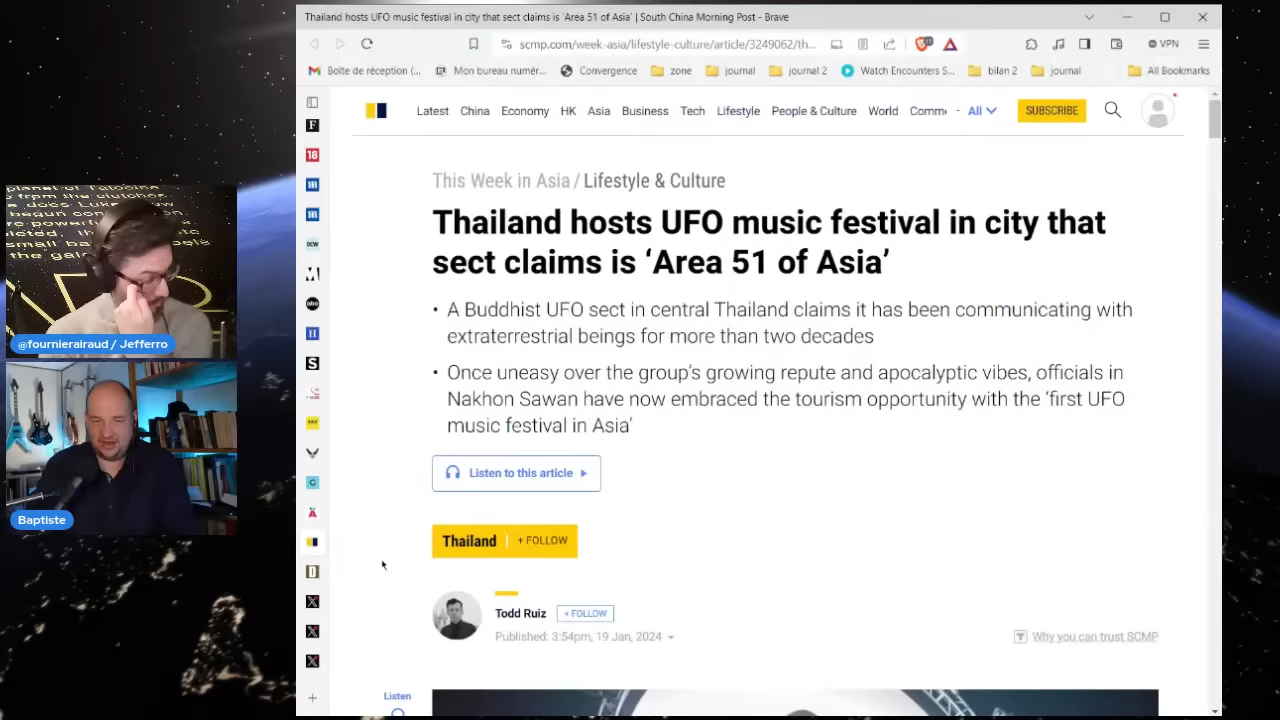 Thailand hosts UFO music festival in city that sect claims is 'Area 51 of Asia' | South China Morning Post - Brave
scmp.com/week-asia/lifestyle-culture/article/3249062/th...
VPN
Boîte de réception (...
Mon bureau numér...
Convergence
zone
journal
journal 2
Watch Encounters S...
bilan 2
journal
All Bookmarks
Latest China Economy HK Asia Business Tech Lifestyle People & Culture World Comme - All
SUBSCRIBE
This Week in Asia / Lifestyle & Culture
Thailand hosts UFO music festival in city that
sect claims is 'Area 51 of Asia'
• A Buddhist UFO sect in central Thailand claims it has been communicating with
extraterrestrial beings for more than two decades
• Once uneasy over the group's growing repute and apocalyptic vibes, officials in
Nakhon Sawan have now embraced the tourism opportunity with the 'first UFO
music festival in Asia'
Listen to this article
Thailand | + FOLLOW
Todd Ruiz + FOLLOW
Published: 3:54pm, 19 Jan, 2024
Why you can trust SCMP
Listen
@fournierairaud / Jefferro
Baptiste